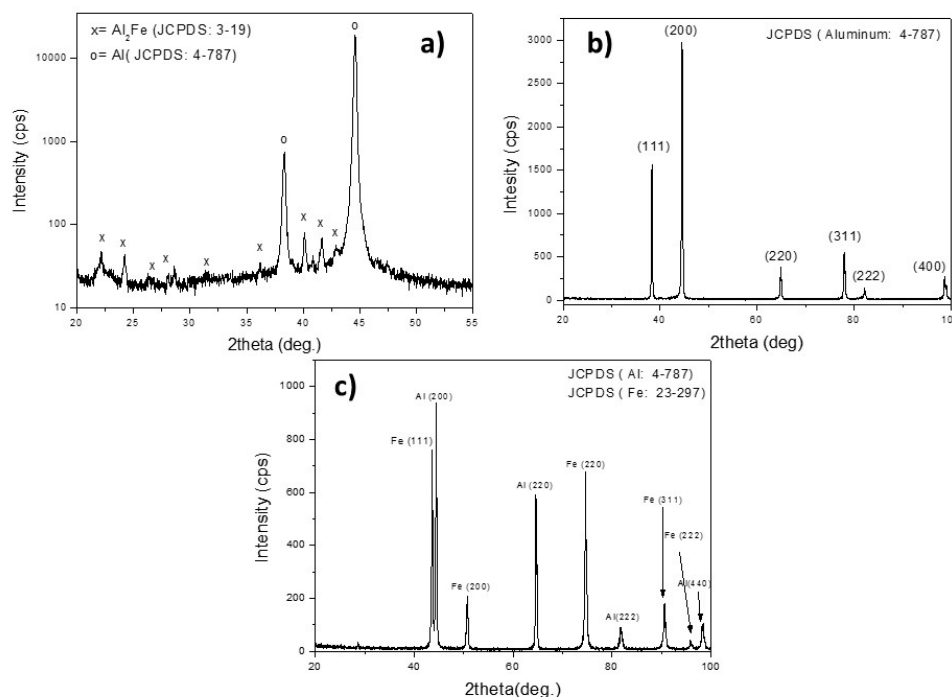 x= Al₂Fe (JCPDS: 3-19)
o= Al( JCPDS: 4-787)
a)
10000
1000
100
10
Intensity (cps)
o
o
x
x
x
x
x
x
x
x
x
20 25 30 35 40 45 50 55
2theta (deg.)
b)
JCPDS ( Aluminum: 4-787)
3000
2500
2000
1500
1000
500
0
Intesity (cps)
(111)
(200)
(220)
(311)
(222)
(400)
20 40 60 80 100
2theta (deg)
c)
JCPDS ( Al: 4-787)
JCPDS ( Fe: 23-297)
1000
800
600
400
200
0
Intensity (cps)
Al (200)
Fe (111)
Fe (200)
Al (220)
Fe (220)
Al(222)
Fe (311)
Fe (222)
Al(440)
20 40 60 80 100
2theta(deg.)